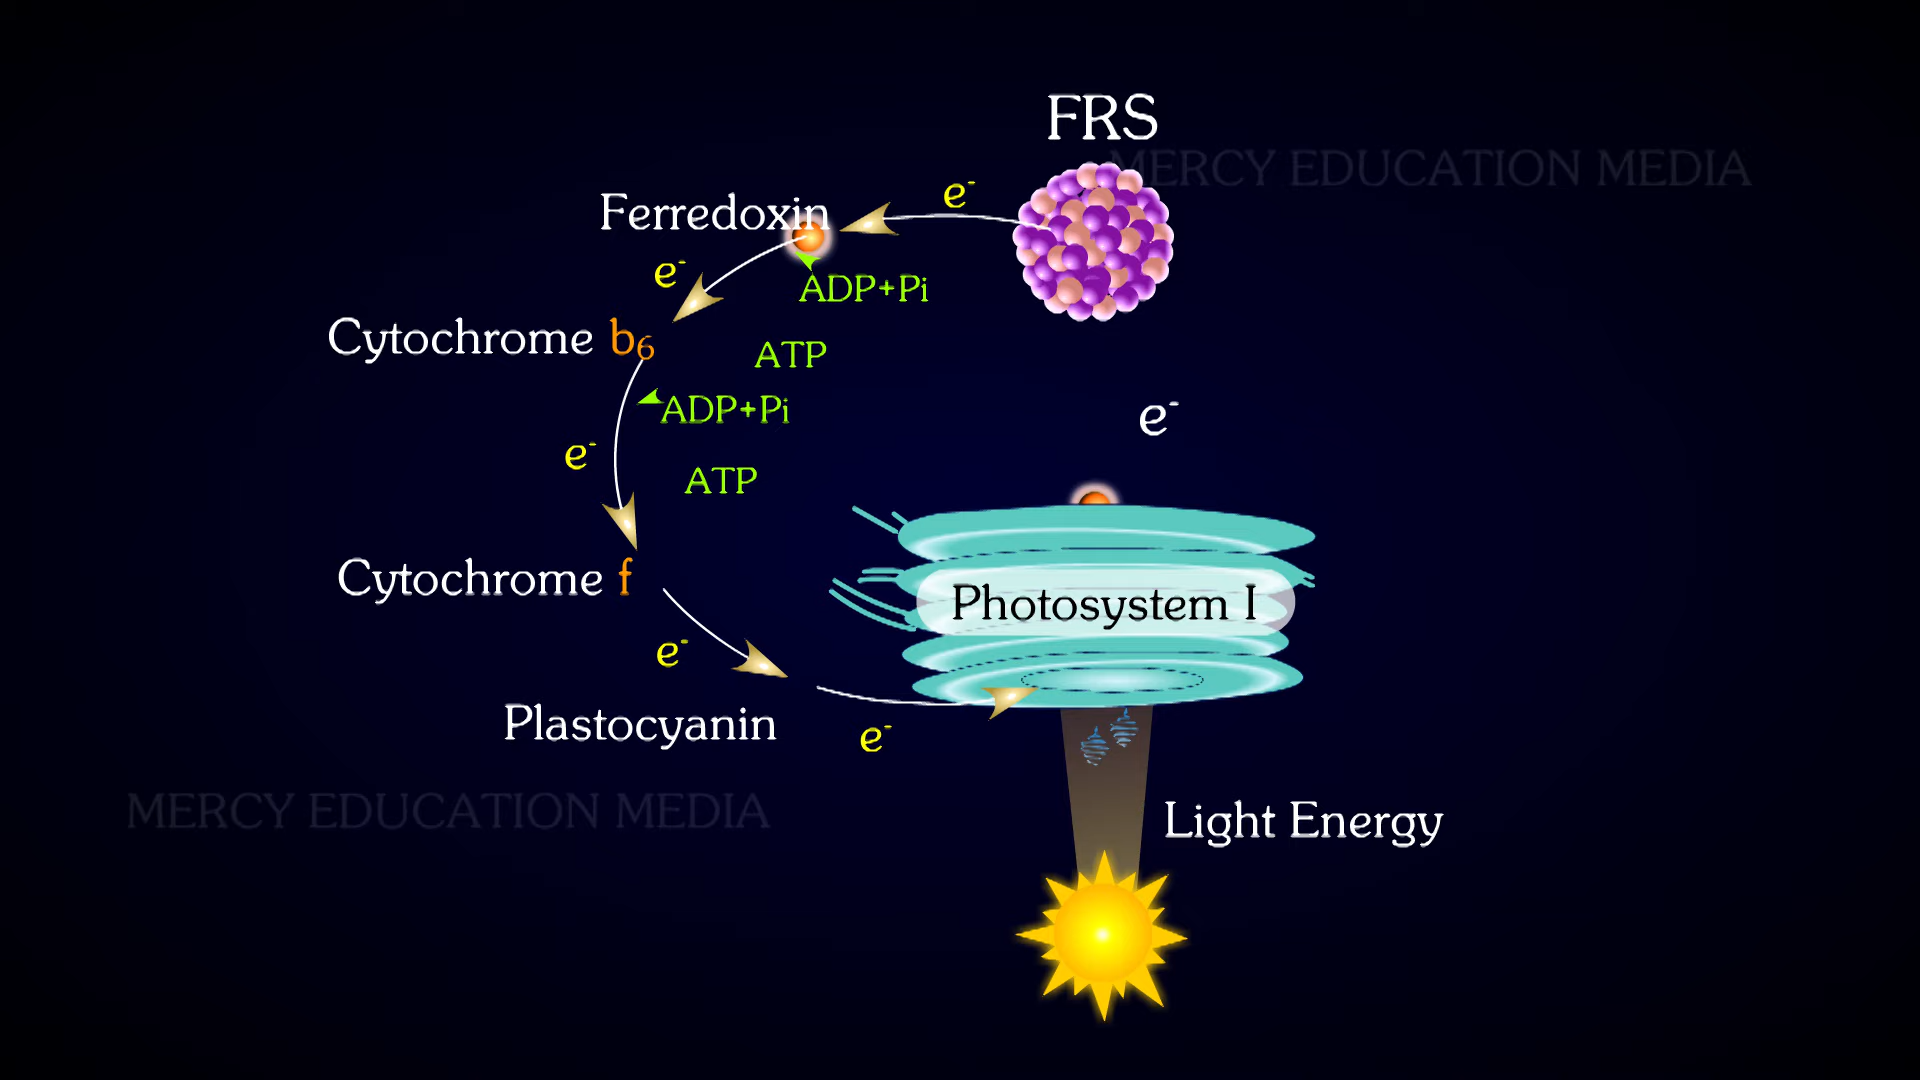 FRS
MERCY EDUCATION MEDIA
e-
Ferredoxin
e-
ADP+Pi
Cytochrome b6
ATP
ADP+Pi
e-
e-
ATP
Cytochrome f
Photosystem I
e-
Plastocyanin
e-
MERCY EDUCATION MEDIA
Light Energy